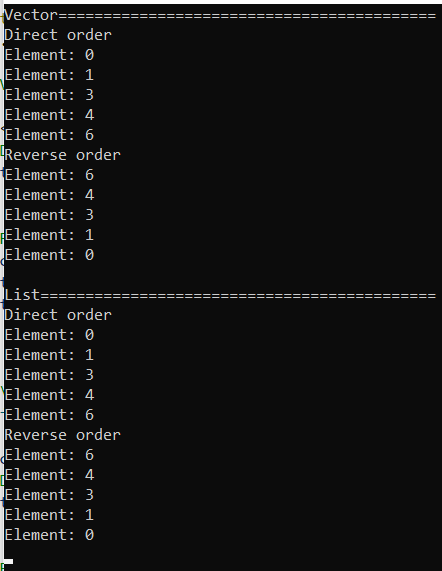 Vector==========================================
Direct order
Element: 0
Element: 1
Element: 3
Element: 4
Element: 6
Reverse order
Element: 6
Element: 4
Element: 3
Element: 1
Element: 0
List============================================
Direct order
Element: 0
Element: 1
Element: 3
Element: 4
Element: 6
Reverse order
Element: 6
Element: 4
Element: 3
Element: 1
Element: 0